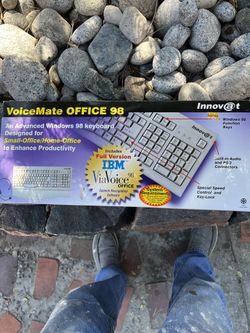 VoiceMate OFFICE 98
Innov@t
An Advanced Windows 98 keyboard
Designed for
Small-Office/Home-Office
to Enhance Productivity
Windows 98
Function
Keys
Includes
Full Version
IBM
ViaVoice 98
OFFICE
Built-in Audio
and PS/2
Connectors
Special Speed
Control and
Key-Lock